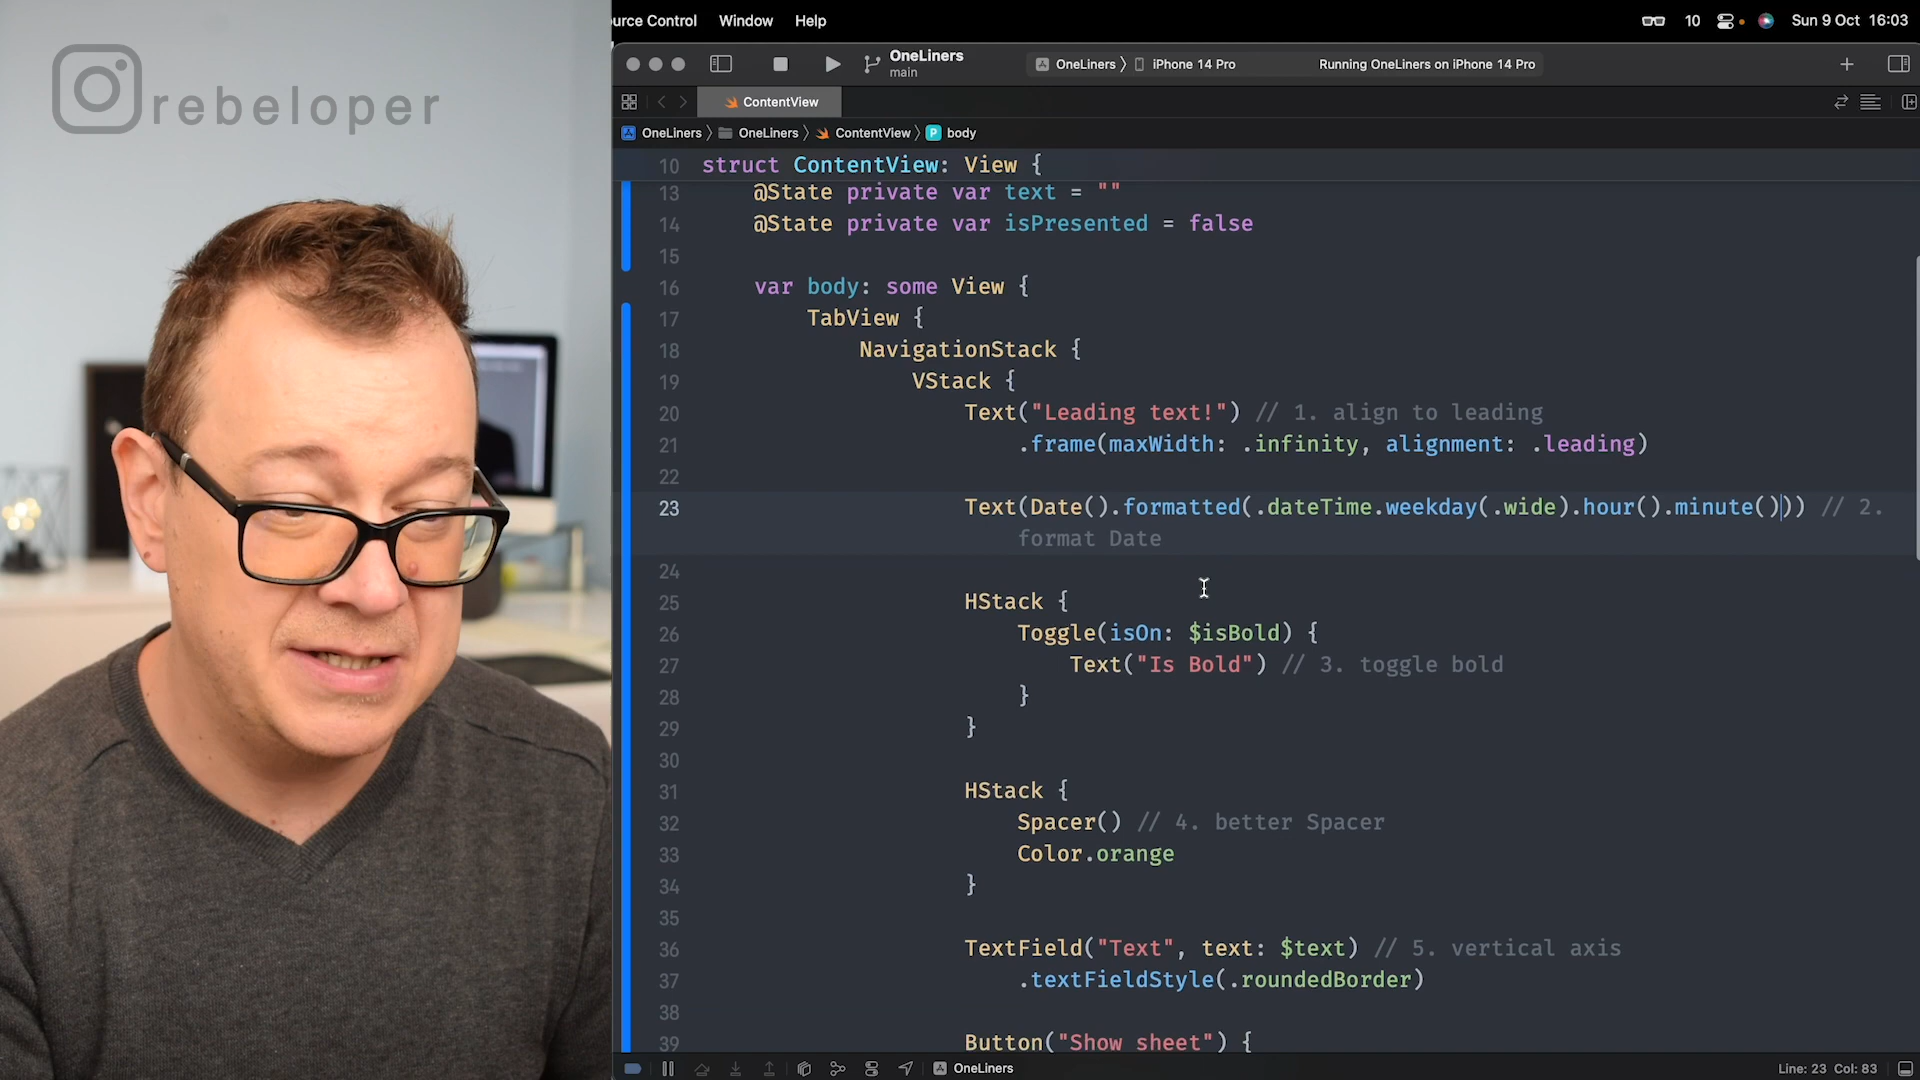 rebeloper
urce Control Window Help
10 Sun 9 Oct 16:03
OneLiners
main
OneLiners 〉 iPhone 14 Pro Running OneLiners on iPhone 14 Pro
ContentView
OneLiners 〉 OneLiners 〉 ContentView 〉 P body
10 struct ContentView: View {
13 @State private var text = ""
14 @State private var isPresented = false
15
16 var body: some View {
17 TabView {
18 NavigationStack {
19 VStack {
20 Text("Leading text!") // 1. align to leading
21 .frame(maxWidth: .infinity, alignment: .leading)
22
23 Text(Date().formatted(.dateTime.weekday(.wide).hour().minute())) // 2.
format Date
24
25 HStack {
26 Toggle(isOn: $isBold) {
27 Text("Is Bold") // 3. toggle bold
28 }
29 }
30
31 HStack {
32 Spacer() // 4. better Spacer
33 Color.orange
34 }
35
36 TextField("Text", text: $text) // 5. vertical axis
37 .textFieldStyle(.roundedBorder)
38
39 Button("Show sheet") {
OneLiners Line: 23 Col: 83